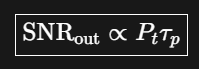 SNR_out ∝ P_t τ_p